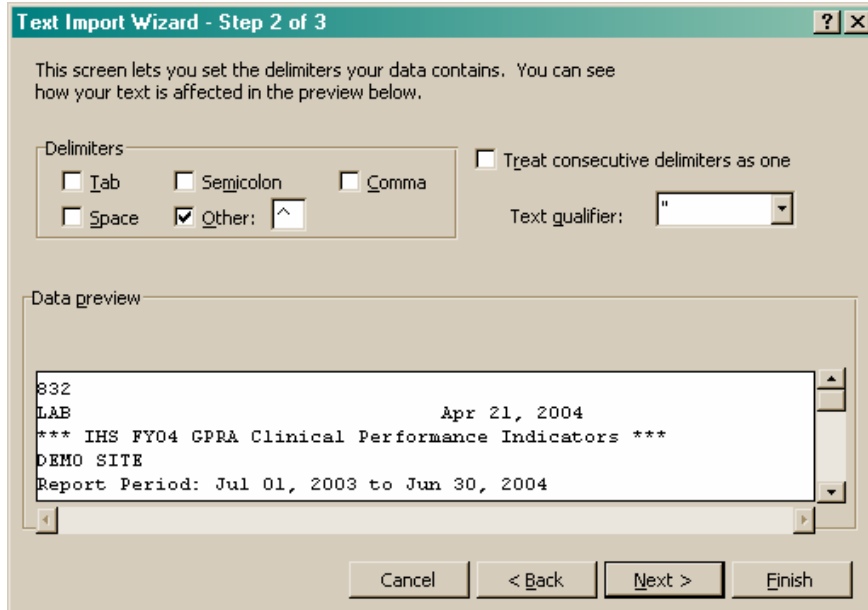 Text Import Wizard - Step 2 of 3
This screen lets you set the delimiters your data contains. You can see
how your text is affected in the preview below.
Delimiters
Tab
Semicolon
Comma
Space
Other: ^
Treat consecutive delimiters as one
Text qualifier: "
Data preview
832
LAB Apr 21, 2004
*** IHS FY04 GPRA Clinical Performance Indicators ***
DEMO SITE
Report Period: Jul 01, 2003 to Jun 30, 2004
Cancel
< Back
Next >
Finish